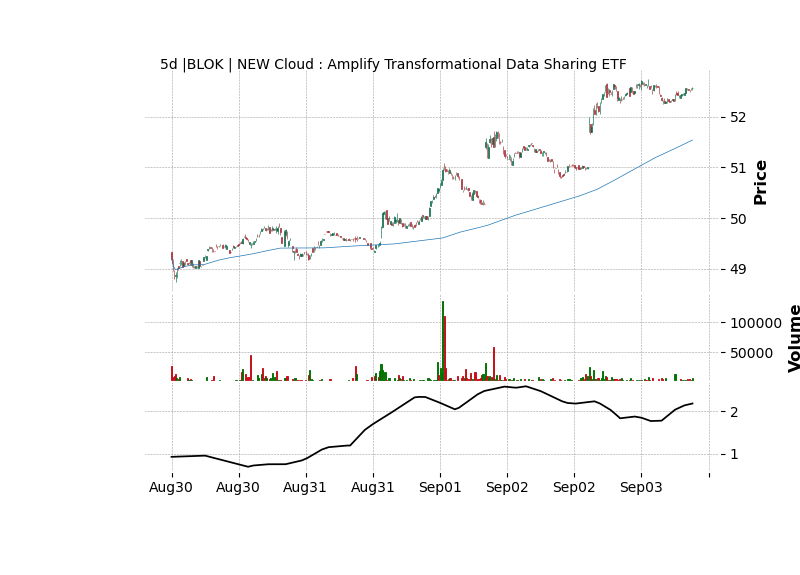 5d |BLOK | NEW Cloud : Amplify Transformational Data Sharing ETF
52
51
50
49
Price
100000
50000
Volume
2
1
Aug30 Aug30 Aug31 Aug31 Sep01 Sep02 Sep02 Sep03